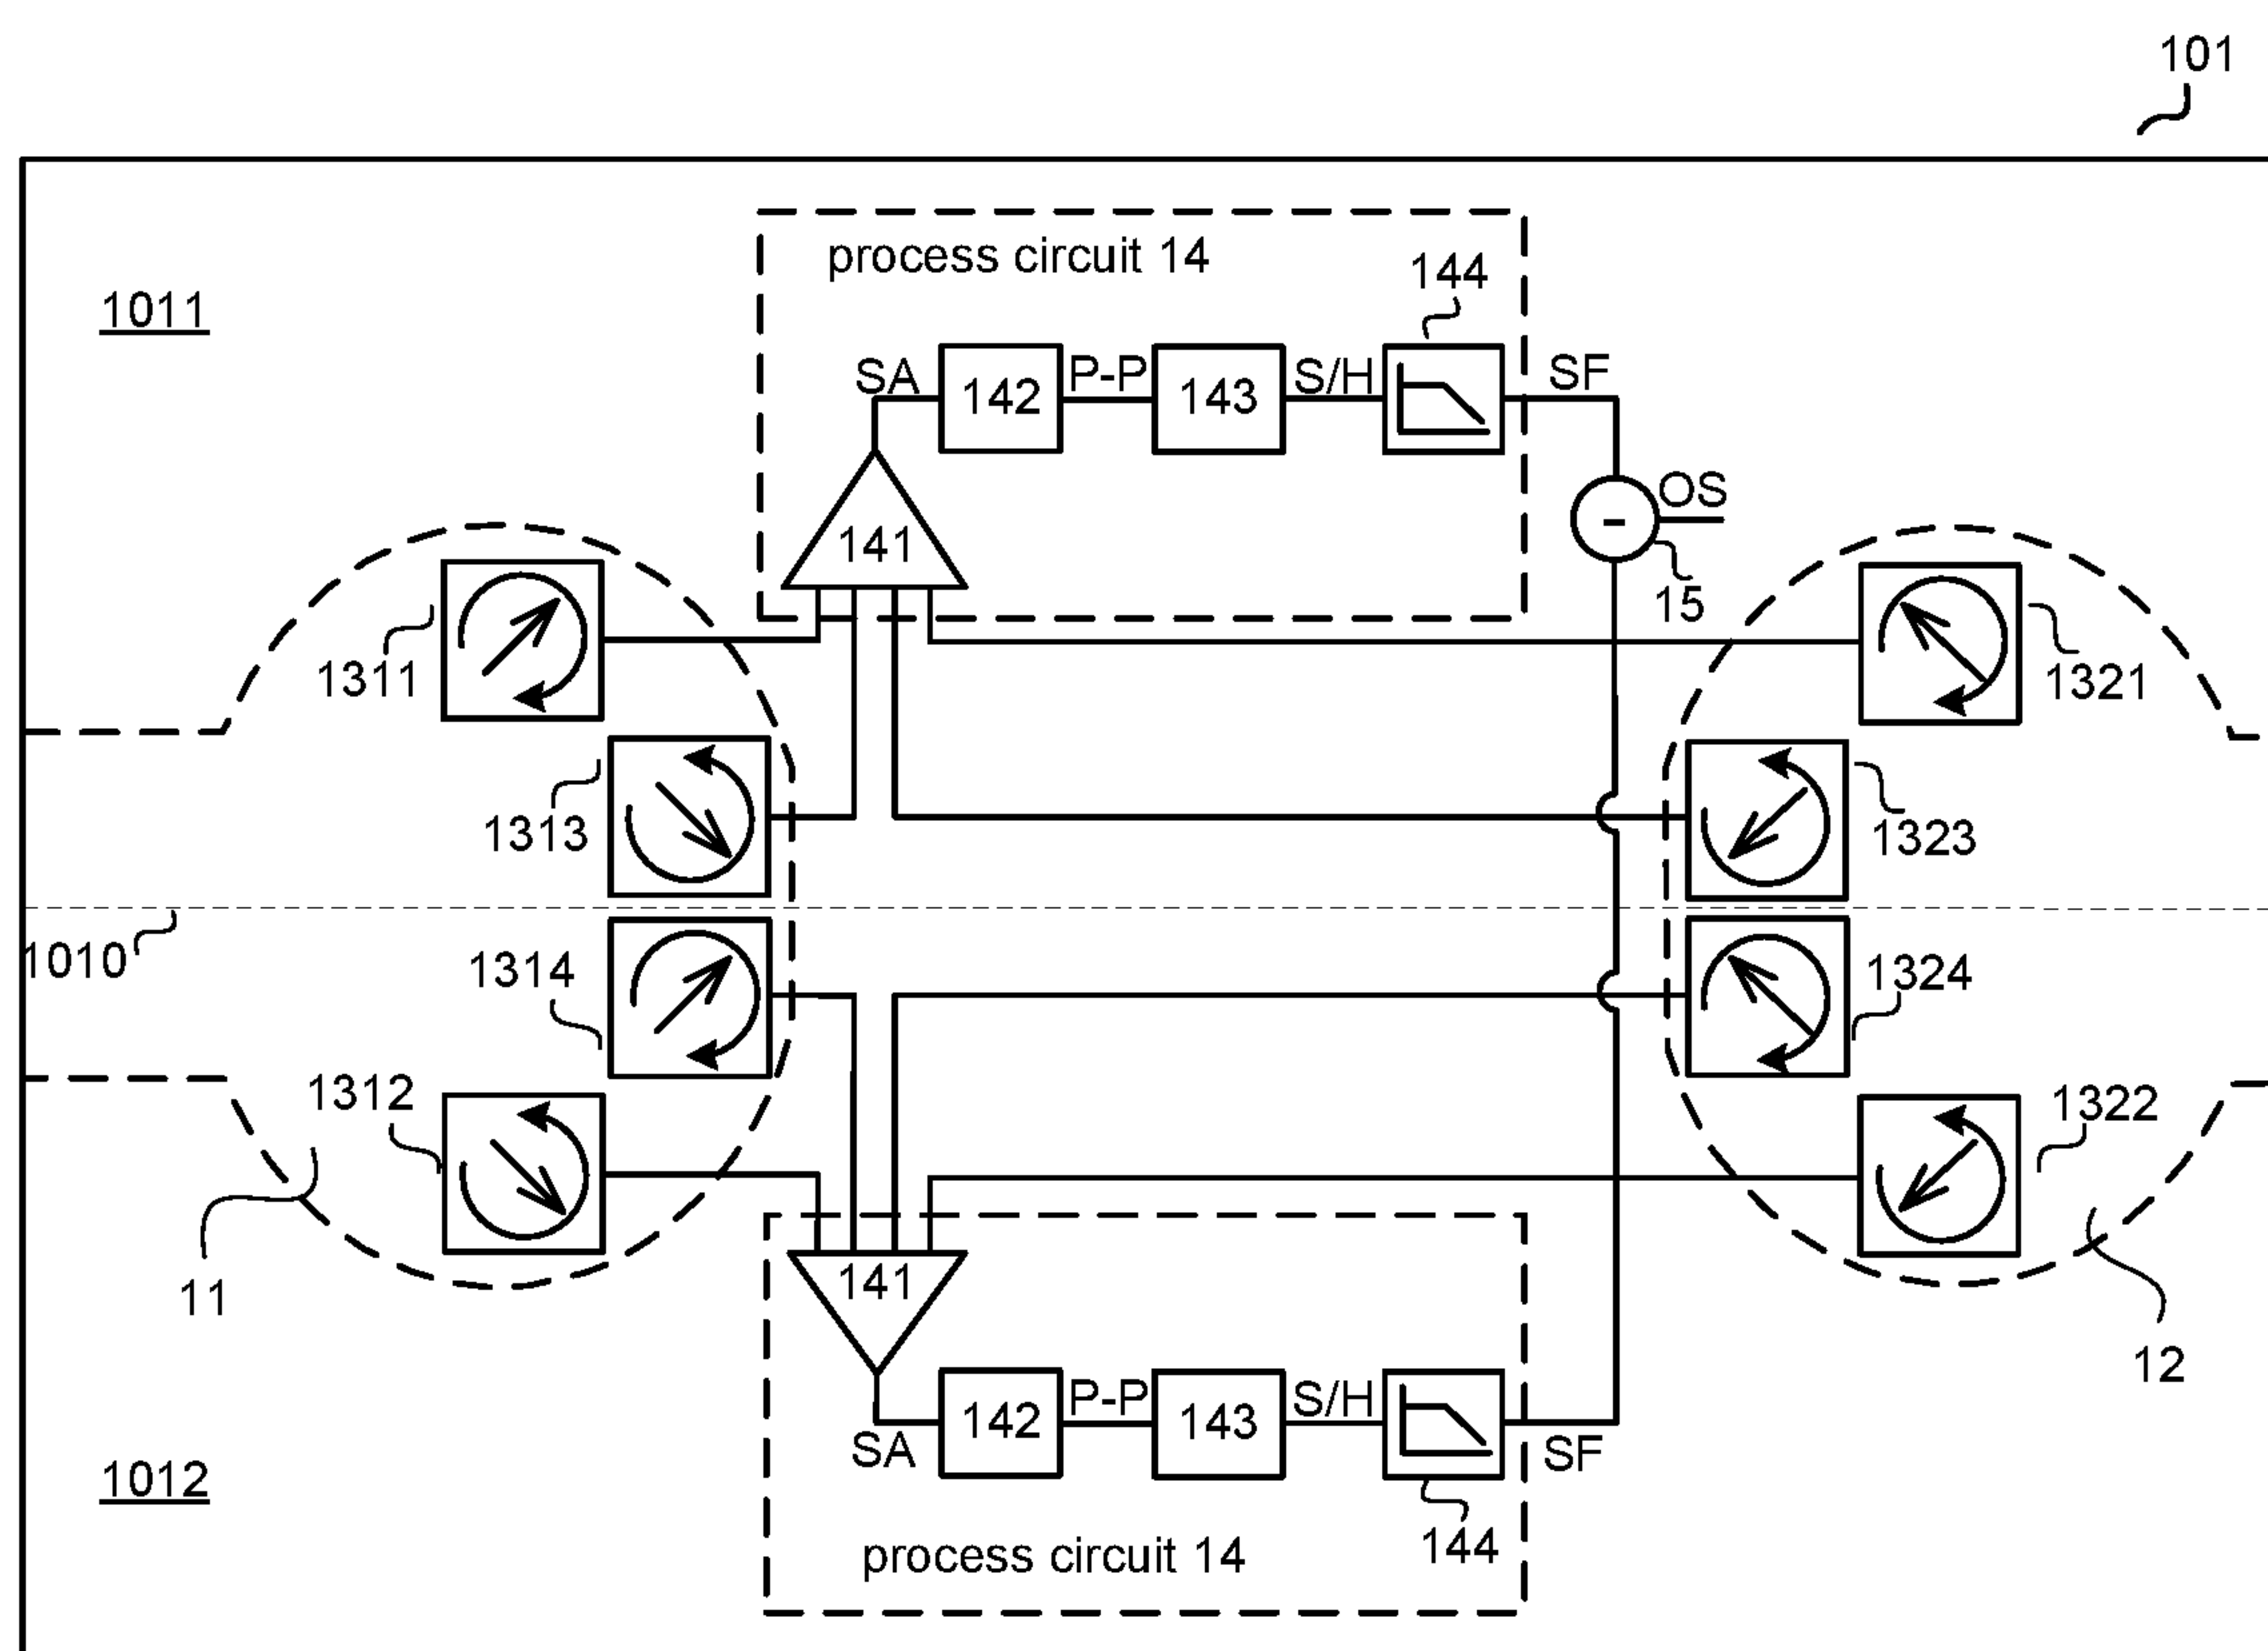 101
process circuit 14
1011
144
SA
142
P-P
143
S/H
SF
OS
-
141
15
1311
1321
1313
1323
1010
1314
1324
1312
1322
11
141
12
142
P-P
143
S/H
SA
SF
1012
144
process circuit 14